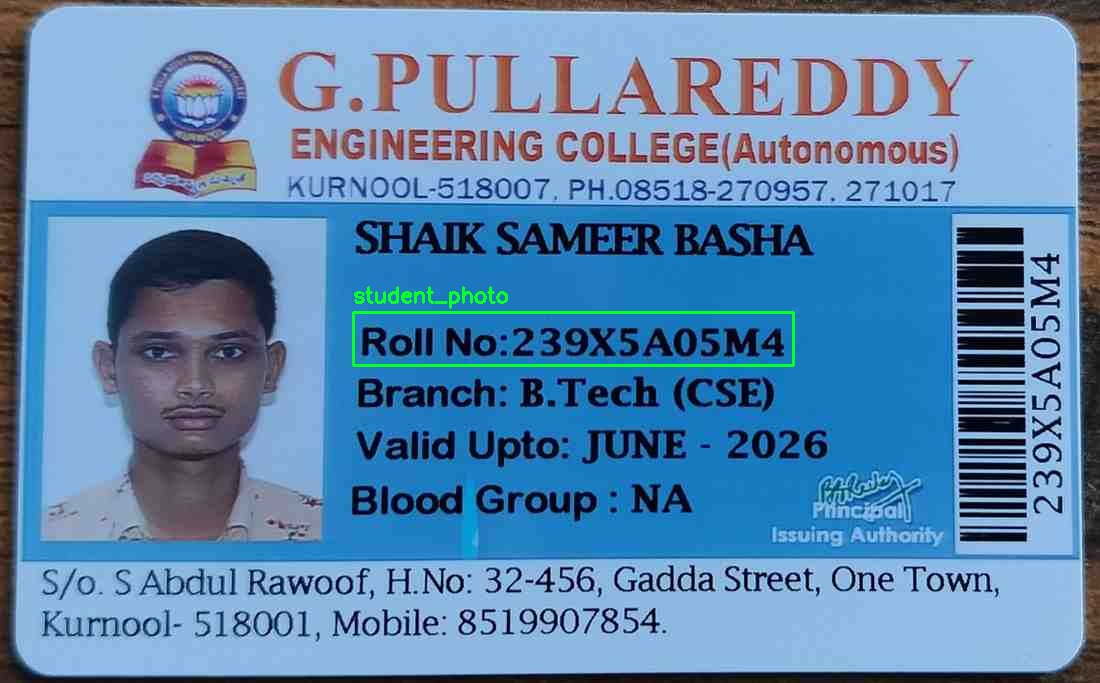 G.PULLAREDDY
ENGINEERING COLLEGE(Autonomous)
KURNOOL-518007, PH.08518-270957, 271017
KURNOOL
SHAIK SAMEER BASHA
student_photo
Roll No:239X5A05M4
Branch: B.Tech (CSE)
Valid Upto: JUNE - 2026
Blood Group : NA
Principal
Issuing Authority
239X5A05M4
S/o. S Abdul Rawoof, H.No: 32-456, Gadda Street, One Town,
Kurnool- 518001, Mobile: 8519907854.